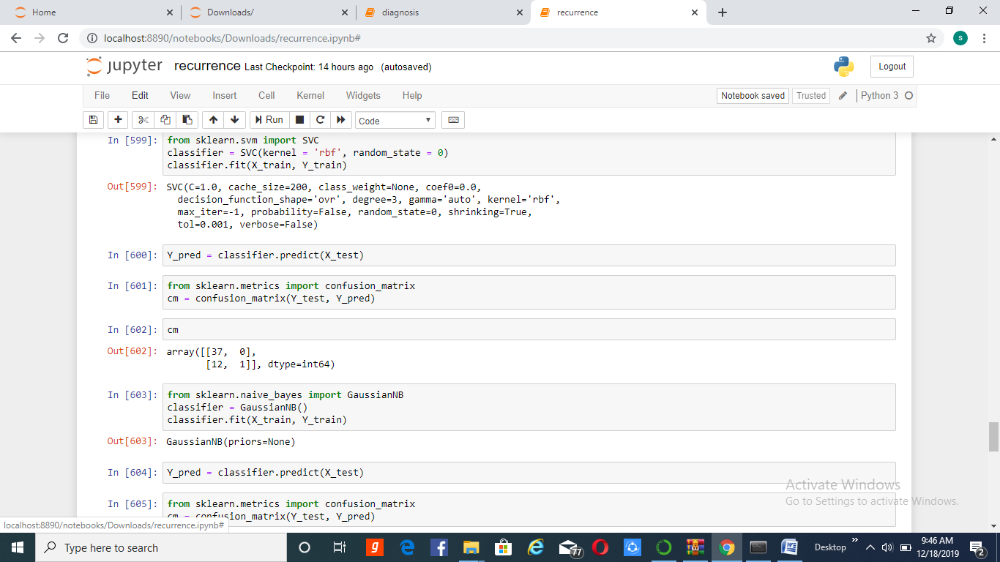 Home
Downloads/
diagnosis
recurrence
localhost:8890/notebooks/Downloads/recurrence.ipynb#
s
jupyter recurrence Last Checkpoint: 14 hours ago (autosaved)
Logout
File Edit View Insert Cell Kernel Widgets Help
Notebook saved Trusted Python 3
Run Code
In [599]: from sklearn.svm import SVC
classifier = SVC(kernel = 'rbf', random_state = 0)
classifier.fit(X_train, Y_train)
Out[599]: SVC(C=1.0, cache_size=200, class_weight=None, coef0=0.0,
decision_function_shape='ovr', degree=3, gamma='auto', kernel='rbf',
max_iter=-1, probability=False, random_state=0, shrinking=True,
tol=0.001, verbose=False)
In [600]: Y_pred = classifier.predict(X_test)
In [601]: from sklearn.metrics import confusion_matrix
cm = confusion_matrix(Y_test, Y_pred)
In [602]: cm
Out[602]: array([[37, 0],
[12, 1]], dtype=int64)
In [603]: from sklearn.naive_bayes import GaussianNB
classifier = GaussianNB()
classifier.fit(X_train, Y_train)
Out[603]: GaussianNB(priors=None)
In [604]: Y_pred = classifier.predict(X_test)
In [605]: from sklearn.metrics import confusion_matrix
cm = confusion_matrix(Y_test, Y_pred)
Activate Windows
Go to Settings to activate Windows.
localhost:8890/notebooks/Downloads/recurrence.ipynb#
Type here to search
77
Desktop
9:46 AM
12/18/2019
2